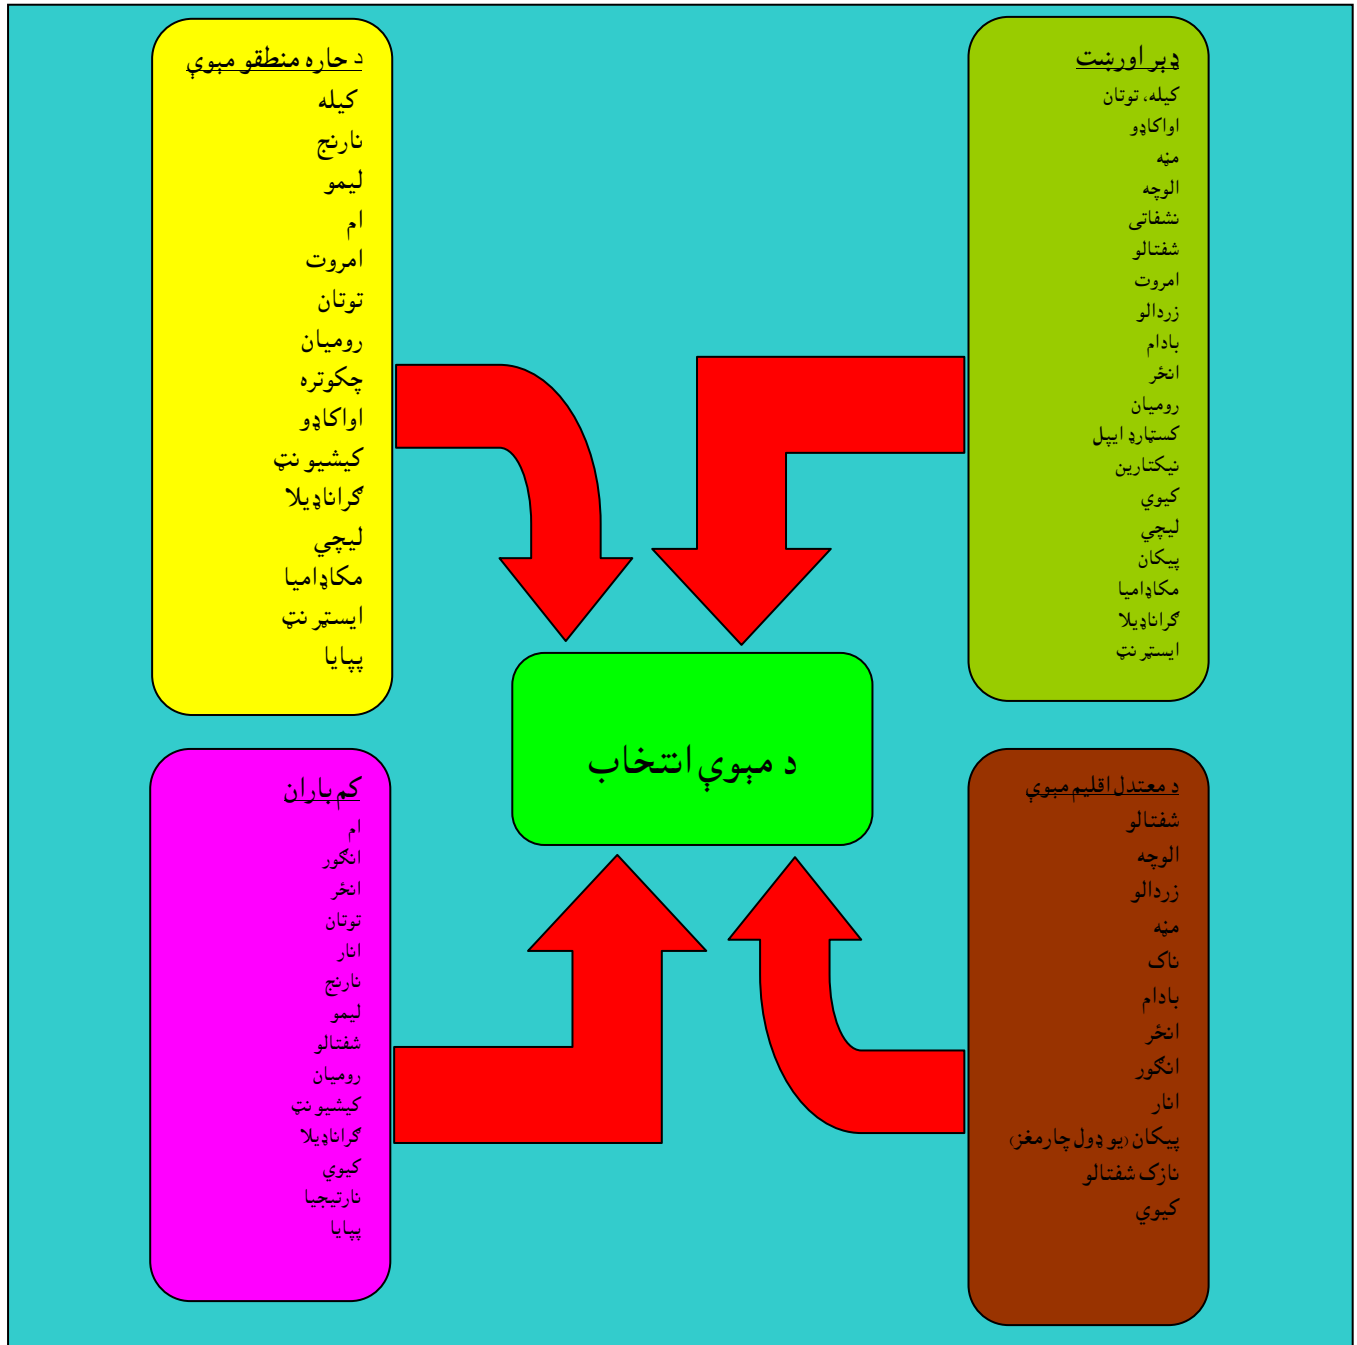 ډېر اورښت
کیله، توتان
اواکاډو
مڼه
الوچه
نشفاتی
شفتالو
امروت
زردالو
بادام
انځر
رومیان
کسټارډ ایپل
نیکتارین
کیوي
لیچي
پیکان
مکاډامیا
ګراناډیلا
ایسټر نټ
د حاره منطقو مېوې
کیله
نارنج
لیمو
ام
امروت
توتان
رومیان
چکوتره
اواکاډو
کیشیو نټ
ګراناډیلا
لیچي
مکاډامیا
ایسټر نټ
پپایا
د مېوې انتخاب
د معتدل اقلیم مېوې
شفتالو
الوچه
زردالو
مڼه
ناک
بادام
انځر
انګور
انار
پیکان (یو ډول چارمغز)
نازک شفتالو
کیوي
کم باران
ام
انګور
انځر
توتان
انار
نارنج
لیمو
شفتالو
رومیان
کیشیو نټ
ګراناډیلا
کیوي
نارتیجیا
پپایا